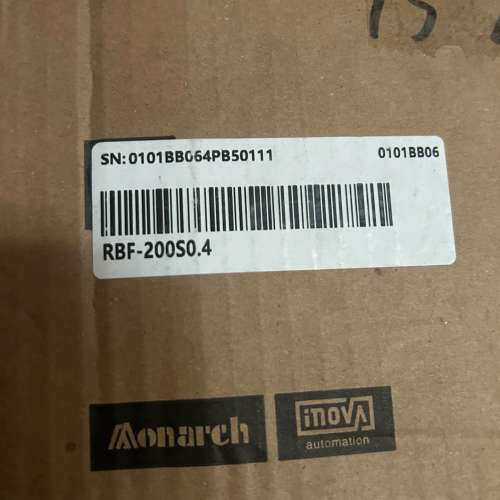 SN: 0101BB064PB50111 0101BB06
RBF-200S0.4
Monarch
inovA
automation